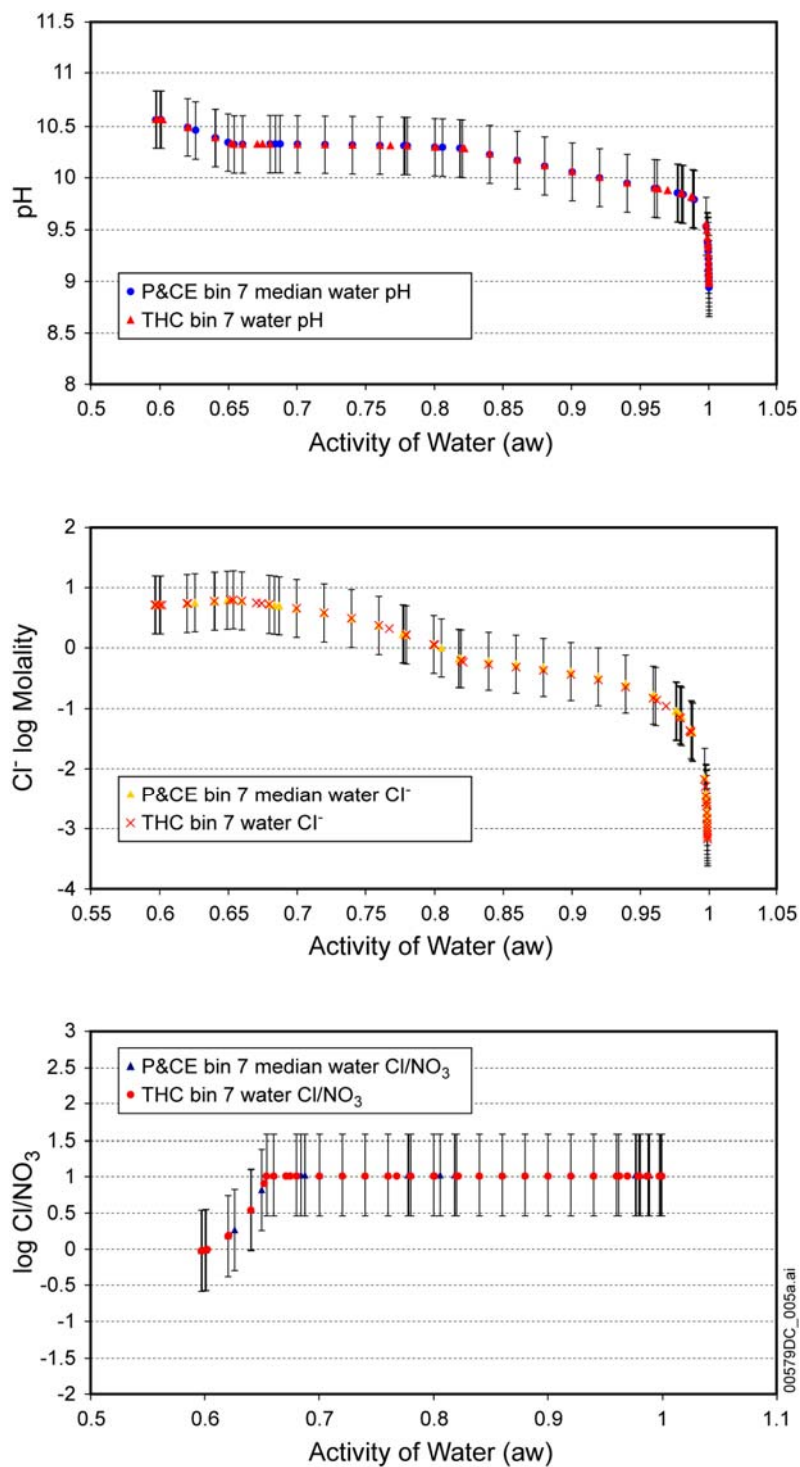 11.5
11
10.5
10
9.5
9
8.5
8
pH
P&CE bin 7 median water pH
THC bin 7 water pH
0.5 0.6 0.65 0.7 0.75 0.8 0.85 0.9 0.95 1 1.05
Activity of Water (aw)
2
1
0
-1
-2
-3
-4
Cl⁻ log Molality
P&CE bin 7 median water Cl⁻
THC bin 7 water Cl⁻
0.55 0.6 0.65 0.7 0.75 0.8 0.85 0.9 0.95 1 1.05
Activity of Water (aw)
3
2.5
2
1.5
1
0.5
0
-0.5
-1
-1.5
-2
log Cl/NO₃
P&CE bin 7 median water Cl/NO₃
THC bin 7 water Cl/NO₃
0.5 0.6 0.7 0.8 0.9 1 1.1
Activity of Water (aw)
00579DC_005a.ai